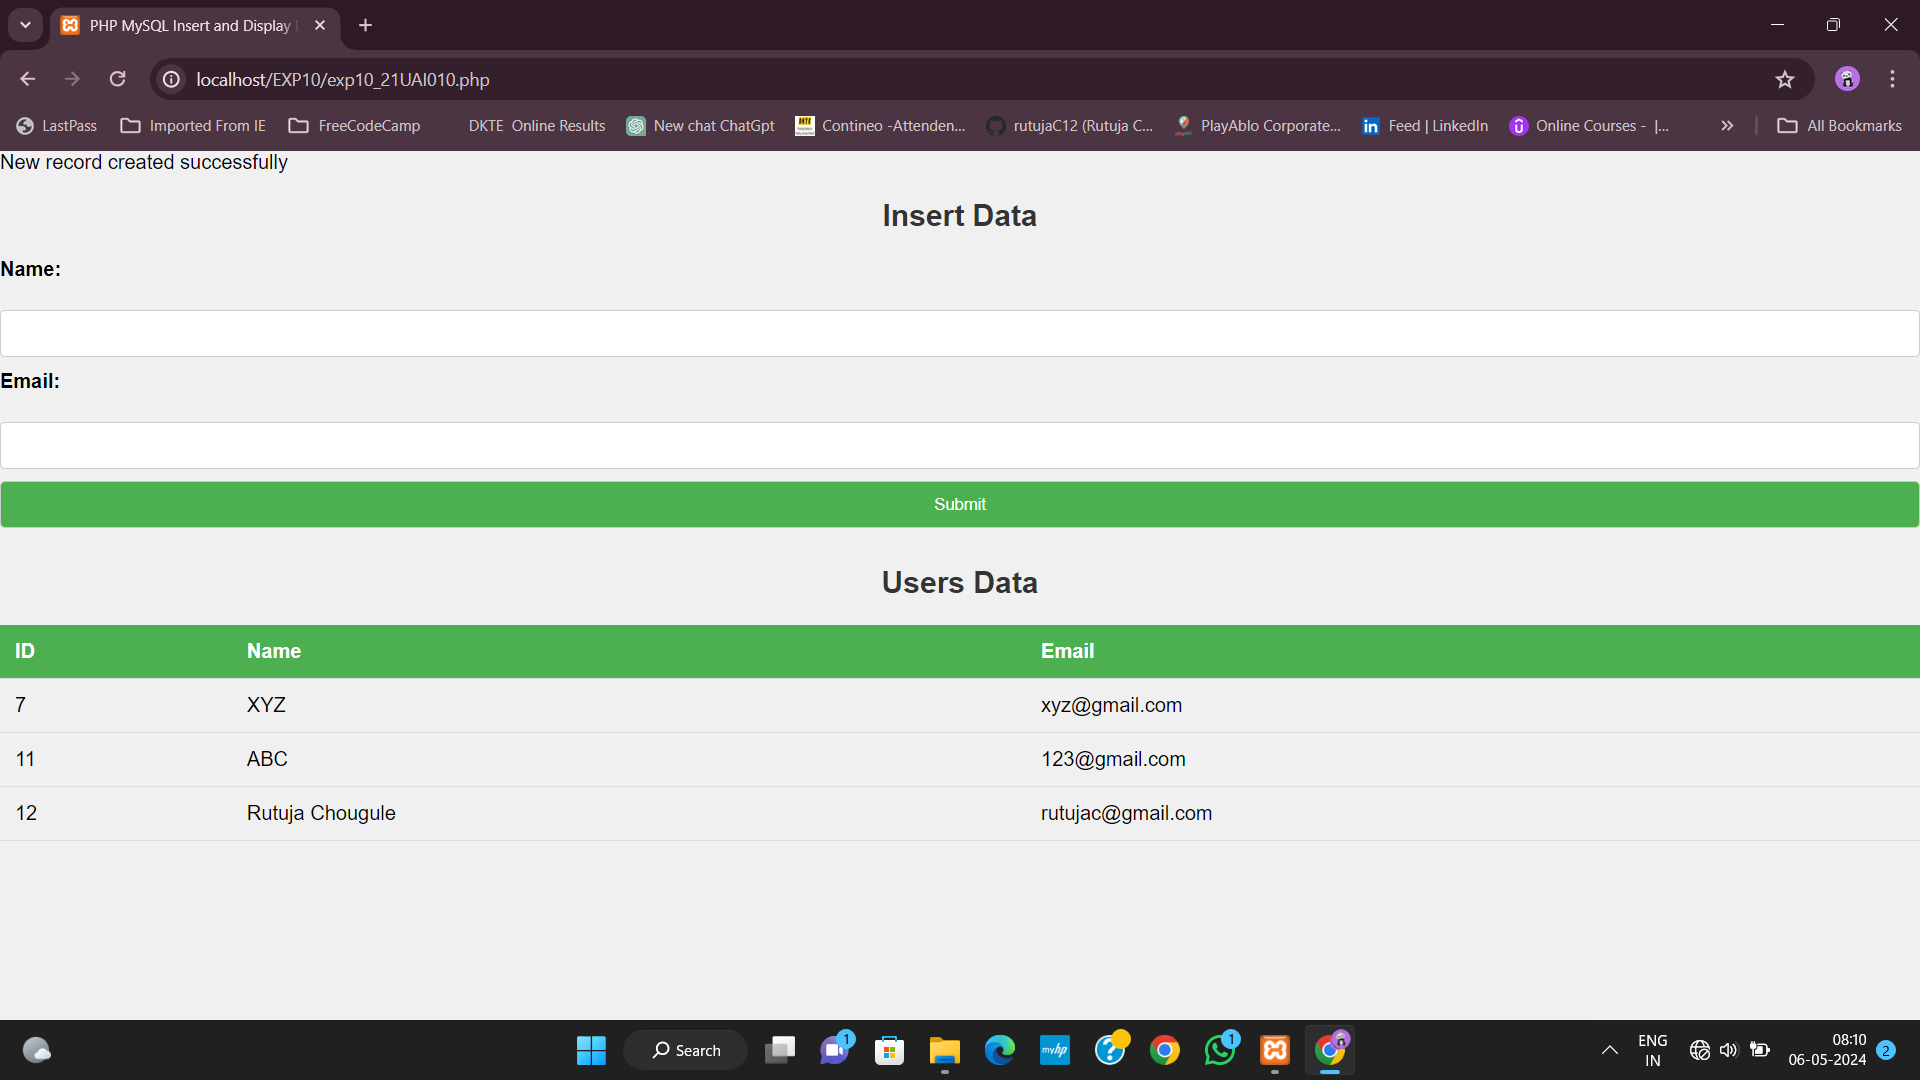 PHP MySQL Insert and Display
localhost/EXP10/exp10_21UAI010.php
LastPass Imported From IE FreeCodeCamp DKTE Online Results New chat ChatGpt Contineo -Attenden... rutujaC12 (Rutuja C... PlayAblo Corporate... Feed | LinkedIn Online Courses - |... All Bookmarks
New record created successfully
Insert Data
Name:
Email:
Submit
Users Data
ID Name Email
7 XYZ xyz@gmail.com
11 ABC 123@gmail.com
12 Rutuja Chougule rutujac@gmail.com
Search 1 myhp 1 ENG 08:10
IN 06-05-2024 2